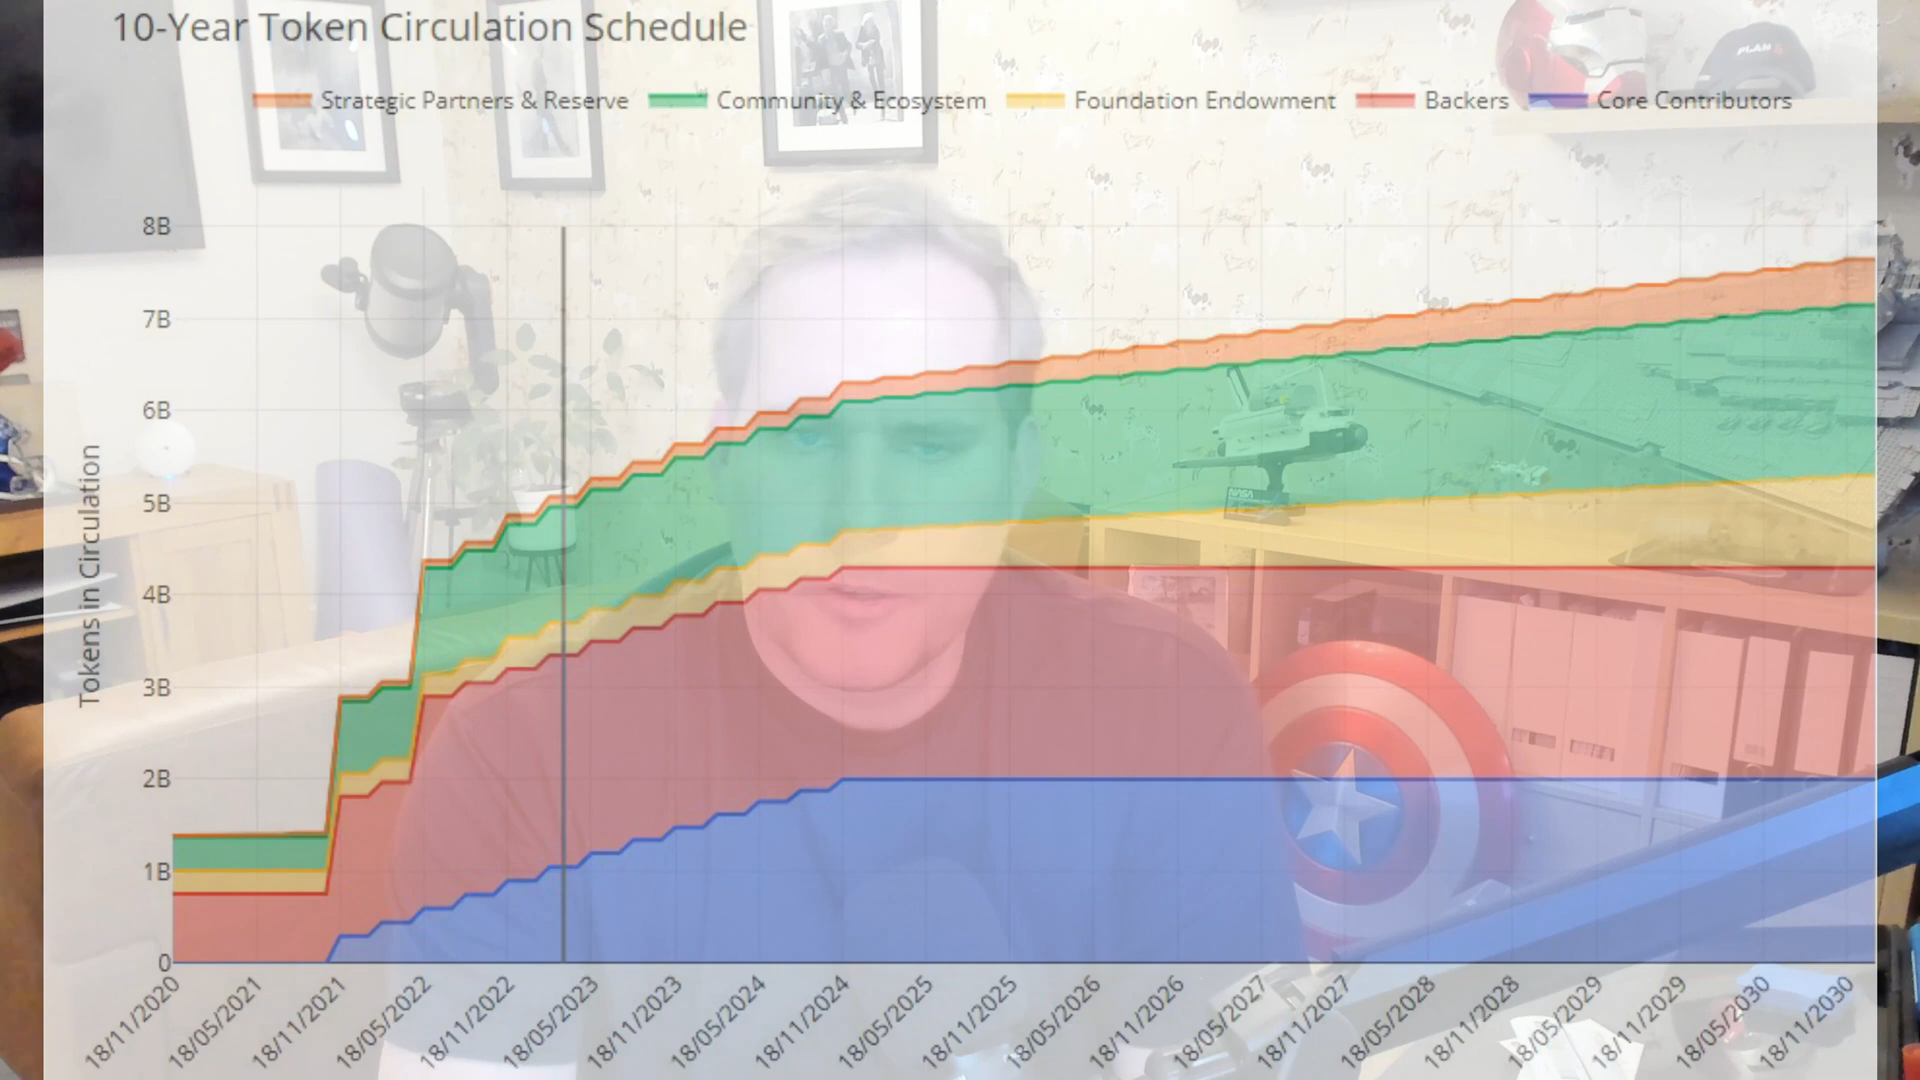 10-Year Token Circulation Schedule
Strategic Partners & Reserve Community & Ecosystem Foundation Endowment Backers Core Contributors
PLAN
8B
7B
6B
5B
4B
3B
2B
1B
0
Tokens in Circulation
NASA
18/11/2020
18/05/2021
18/11/2021
18/05/2022
18/11/2022
18/05/2023
18/11/2023
18/05/2024
18/11/2024
18/05/2025
18/11/2025
18/05/2026
18/11/2026
18/05/2027
18/11/2027
18/05/2028
18/11/2028
18/05/2029
18/11/2029
18/05/2030
18/11/2030